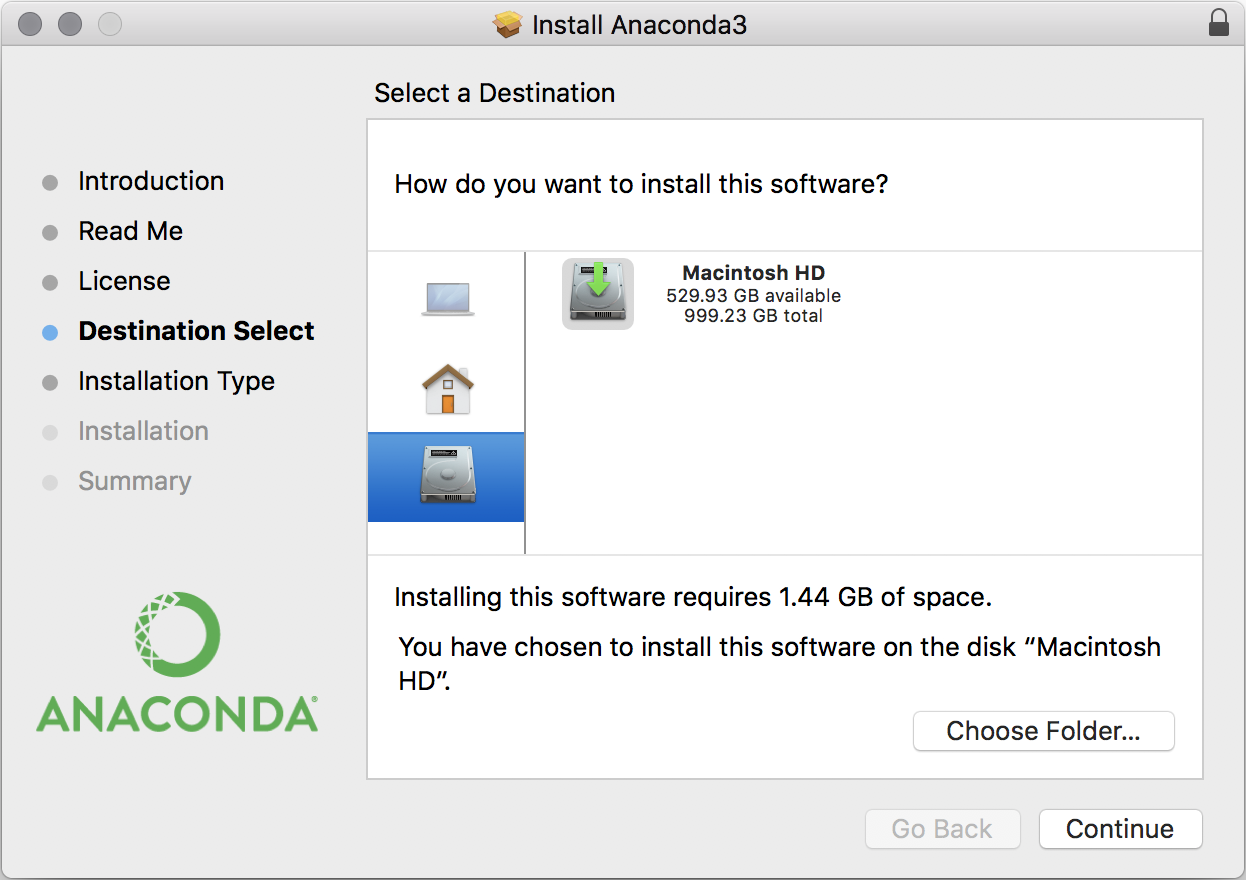 Install Anaconda3
Select a Destination
Introduction
Read Me
License
Destination Select
Installation Type
Installation
Summary
ANACONDA®
How do you want to install this software?
Macintosh HD
529.93 GB available
999.23 GB total
Installing this software requires 1.44 GB of space.
You have chosen to install this software on the disk “Macintosh
HD”.
Choose Folder...
Go Back
Continue